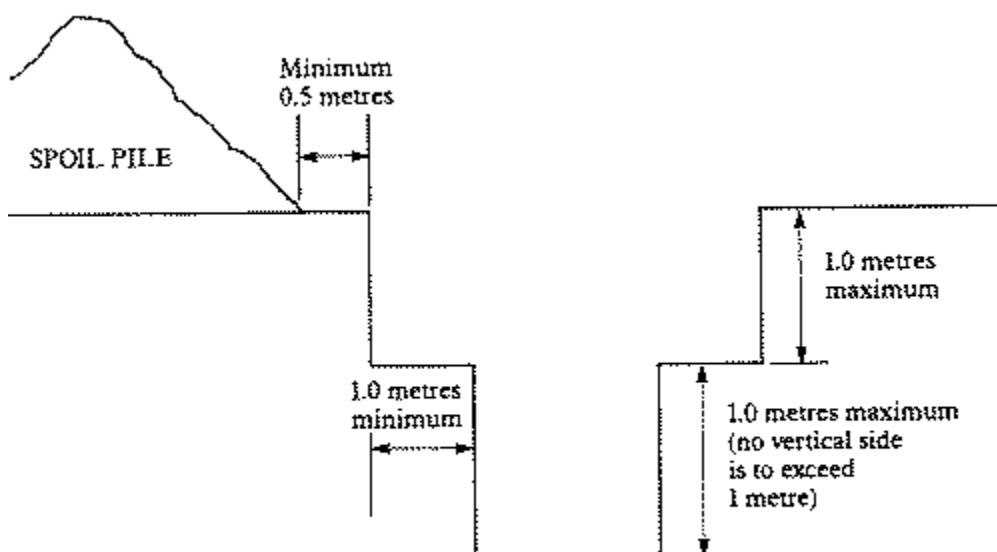 Minimum
0.5 metres
SPOIL PILE
1.0 metres
maximum
1.0 metres
minimum
1.0 metres maximum
(no vertical side
is to exceed
1 metre)